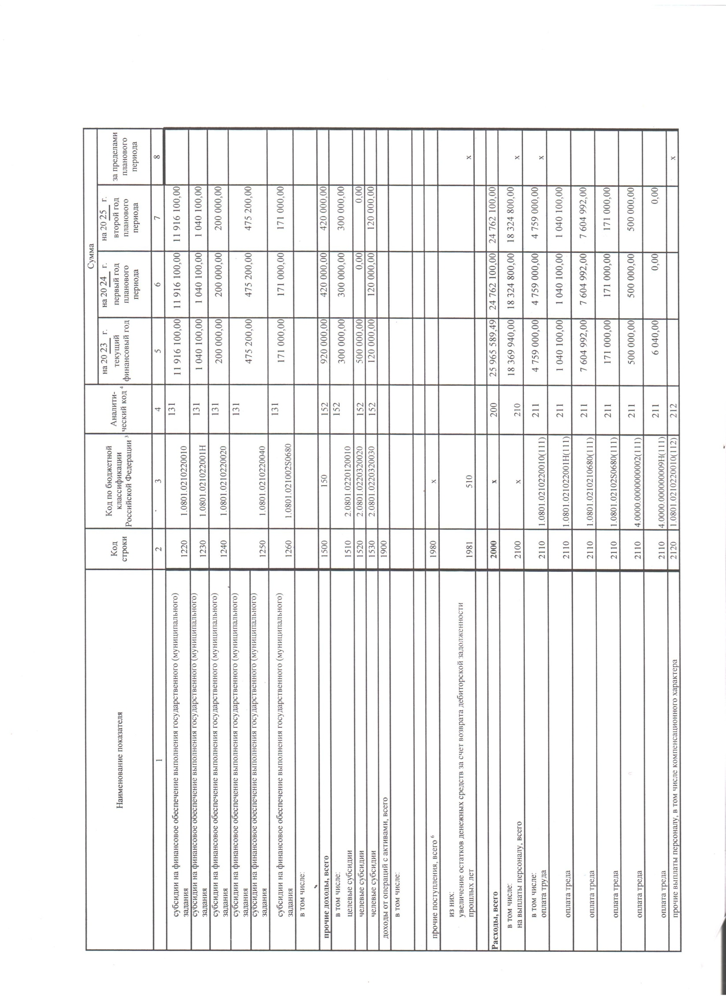 Наименование показателя
Код
строки
Код по бюджетной
классификации
Российской Федерации ³
Аналити-
ческий код ⁴
Сумма
на 20 23 г.
текущий
финансовый год
на 20 24 г.
первый год
планового
периода
на 20 25 г.
второй год
планового
периода
за пределами
планового
периода
1 2 3 4 5 6 7 8
субсидии на финансовое обеспечение выполнения государственного (муниципального)
задания 1220 1.0801.0210220010 131 11 916 100,00 11 916 100,00 11 916 100,00
субсидии на финансовое обеспечение выполнения государственного (муниципального)
задания 1230 1.0801.021022001Н 131 1 040 100,00 1 040 100,00 1 040 100,00
субсидии на финансовое обеспечение выполнения государственного (муниципального)
задания 1240 1.0801.0210220020 131 200 000,00 200 000,00 200 000,00
субсидии на финансовое обеспечение выполнения государственного (муниципального)
задания
субсидии на финансовое обеспечение выполнения государственного (муниципального)
задания 1250 1.0801.0210220040 131 475 200,00 475 200,00 475 200,00
субсидии на финансовое обеспечение выполнения государственного (муниципального)
задания 1260 1.0801.021002S0680 131 171 000,00 171 000,00 171 000,00
в том числе:
прочие доходы, всего 1500 150 152 920 000,00 420 000,00 420 000,00
в том числе:
целевые субсидии 1510 2.0801.0220120010 152 300 000,00 300 000,00 300 000,00
челевые субсидии 1520 2.0801.0220320020 152 500 000,00 0,00 0,00
челевые субсидии 1530 2.0801.0220320030 152 120 000,00 120 000,00 120 000,00
доходы от операций с активами, всего 1900
в том числе:
прочие поступления, всего ⁶ 1980 х
из них:
увеличение остатков денежных средств за счет возврата дебиторской задолженности
прошлых лет 1981 510 х
Расходы, всего 2000 х 200 25 965 589,49 24 762 100,00 24 762 100,00
в том числе:
на выплаты персоналу, всего 2100 х 210 18 369 940,00 18 324 800,00 18 324 800,00 х
в том числе:
оплата труда 2110 1.0801.0210220010(111) 211 4 759 000,00 4 759 000,00 4 759 000,00 х
оплата треда 2110 1.0801.021022001Н(111) 211 1 040 100,00 1 040 100,00 1 040 100,00
оплата треда 2110 1.0801.0210210680(111) 211 7 604 992,00 7 604 992,00 7 604 992,00
оплата треда 2110 1.0801.02102S0680(111) 211 171 000,00 171 000,00 171 000,00
оплата треда 2110 4.0000.0000000002(111) 211 500 000,00 500 000,00 500 000,00
оплата треда 2110 4.0000.000000009Н(111) 211 6 040,00 0,00 0,00
прочие выплаты персоналу, в том числе компенсационного характера 2120 1.0801.0210220010(112) 212 х